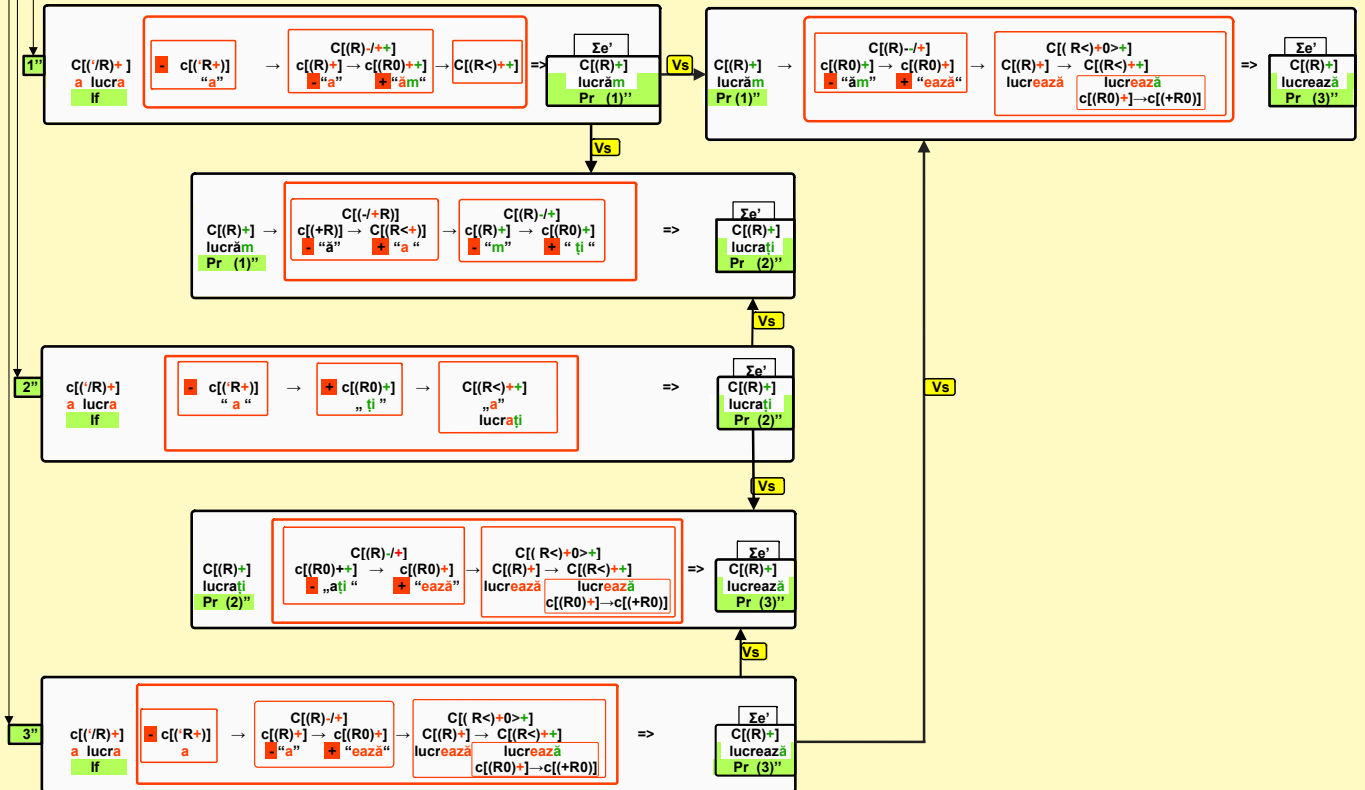 1’’
C[(‘/R)+ ]
a lucra
If
- c[(‘R+)]
“a”
→
C[(R)-/++]
c[(R)+] → c[(R0)++]
- “a” + “ăm“
→ C[(R<)++]
=>
Σe’
C[(R)+]
lucrăm
Pr (1)’’
Vs
C[(R)+]
lucrăm
Pr (1)’’
→
C[(R)--/+]
c[(R0)+] → c[(R0)+]
- “ăm” + “ează“
→
C[( R<)+0>+]
C[(R)+] → C[(R<)++]
lucrează lucrează
c[(R0)+]→c[(+R0)]
=>
C[(R)+]
lucrează
Pr (3)’’
Vs
C[(R)+]
lucrăm
Pr (1)’’
→
C[(-/+R)]
c[(+R)] → C[(R<+)]
- “ă” + “a “
→
C[(R)-/+]
c[(R)+] → c[(R0)+]
- “m” + “ ți “
=>
Σe’
C[(R)+]
lucrați
Pr (2)’’
Vs
2’’
c[(‘/R)+]
a lucra
If
- c[(‘R+)]
“ a “
→
+ c[(R0)+]
„ ți ”
→
C[(R<)++]
„a”
lucrați
=>
Σe’
C[(R)+]
lucrați
Pr (2)’’
Vs
Vs
C[(R)+]
lucrați
Pr (2)’’
C[(R)-/+]
c[(R0)++] → c[(R0)+]
- „ați “ + “ează”
→
C[( R<)+0>+]
C[(R)+] → C[(R<)++]
lucrează lucrează
c[(R0)+]→c[(+R0)]
=>
Σe’
C[(R)+]
lucrează
Pr (3)’’
Vs
3’’
c[(‘/R)+]
a lucra
If
- c[(‘R+)]
a
→
C[(R)-/+]
c[(R)+] → c[(R0)+]
- “a” + “ează“
→
C[( R<)+0>+]
C[(R)+] → C[(R<)++]
lucrează lucrează
c[(R0)+]→c[(+R0)]
=>
Σe’
C[(R)+]
lucrează
Pr (3)’’